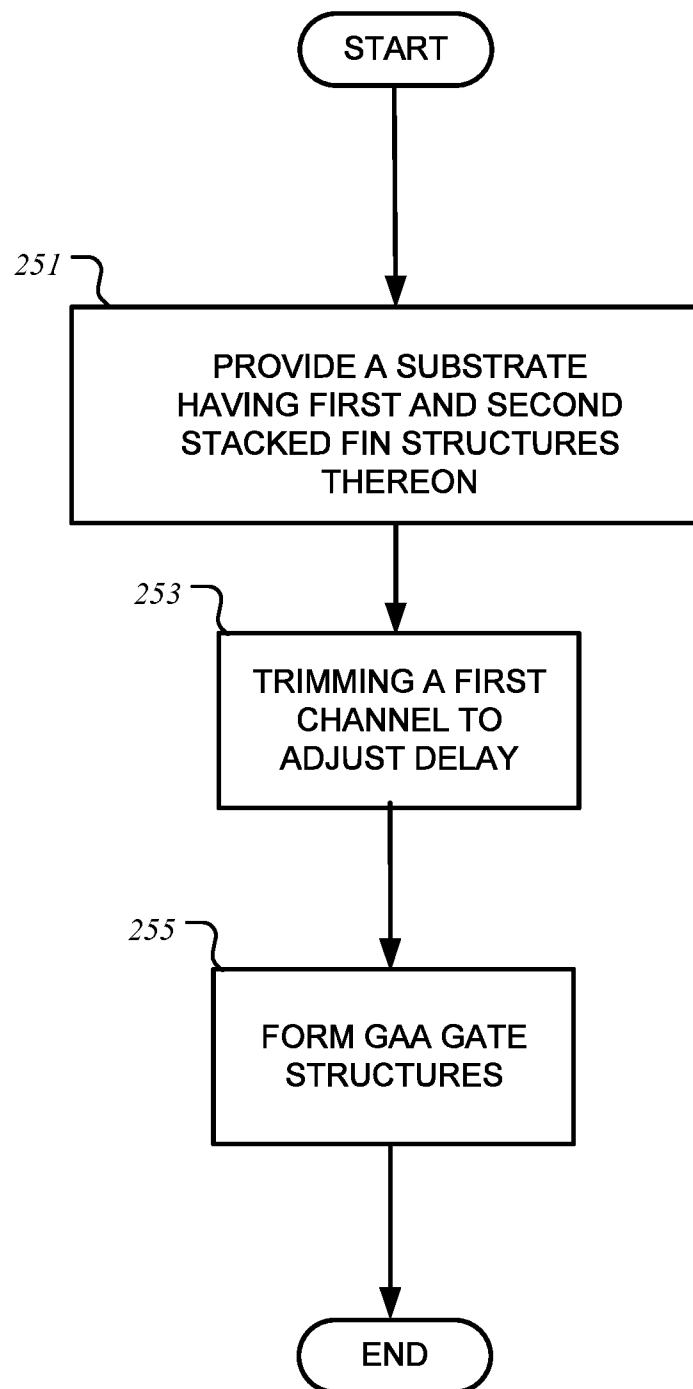 START
251
PROVIDE A SUBSTRATE
HAVING FIRST AND SECOND
STACKED FIN STRUCTURES
THEREON
253
TRIMMING A FIRST
CHANNEL TO
ADJUST DELAY
255
FORM GAA GATE
STRUCTURES
END